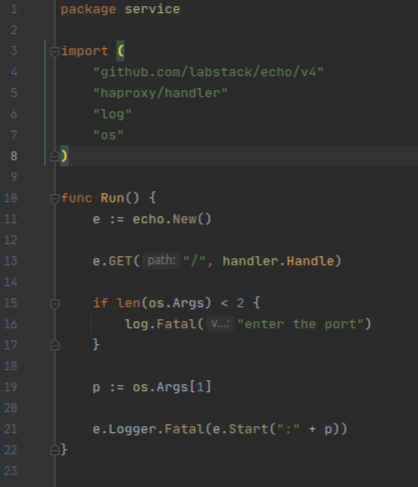 1 package service
2
3 import (
4 "github.com/labstack/echo/v4"
5 "haproxy/handler"
6 "log"
7 "os"
8 )
9
10 func Run() {
11 e := echo.New()
12
13 e.GET( path: "/", handler.Handle)
14
15 if len(os.Args) < 2 {
16 log.Fatal( v...: "enter the port")
17 }
18
19 p := os.Args[1]
20
21 e.Logger.Fatal(e.Start(":" + p))
22 }
23